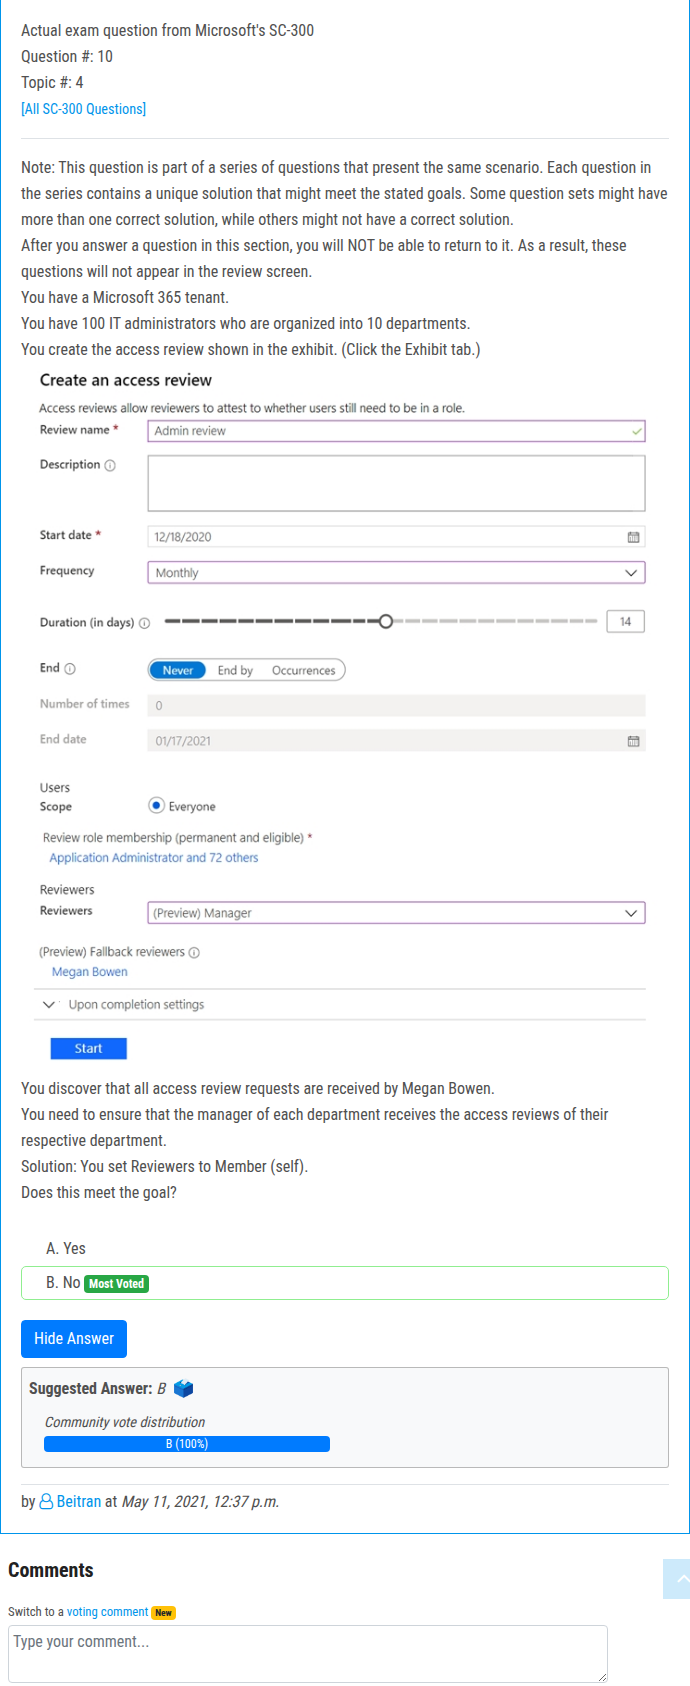 Actual exam question from Microsoft's SC-300
Question #: 10
Topic #: 4
[All SC-300 Questions]
Note: This question is part of a series of questions that present the same scenario. Each question in
the series contains a unique solution that might meet the stated goals. Some question sets might have
more than one correct solution, while others might not have a correct solution.
After you answer a question in this section, you will NOT be able to return to it. As a result, these
questions will not appear in the review screen.
You have a Microsoft 365 tenant.
You have 100 IT administrators who are organized into 10 departments.
You create the access review shown in the exhibit. (Click the Exhibit tab.)
Create an access review
Access reviews allow reviewers to attest to whether users still need to be in a role.
Review name * Admin review
Description
Start date * 12/18/2020
Frequency Monthly
Duration (in days) 14
End Never End by Occurrences
Number of times 0
End date 01/17/2021
Users
Scope Everyone
Review role membership (permanent and eligible) *
Application Administrator and 72 others
Reviewers
Reviewers (Preview) Manager
(Preview) Fallback reviewers
Megan Bowen
Upon completion settings
Start
You discover that all access review requests are received by Megan Bowen.
You need to ensure that the manager of each department receives the access reviews of their
respective department.
Solution: You set Reviewers to Member (self).
Does this meet the goal?
A. Yes
B. No Most Voted
Hide Answer
Suggested Answer: B
Community vote distribution
B (100%)
by Beitran at May 11, 2021, 12:37 p.m.
Comments
Switch to a voting comment New
Type your comment...